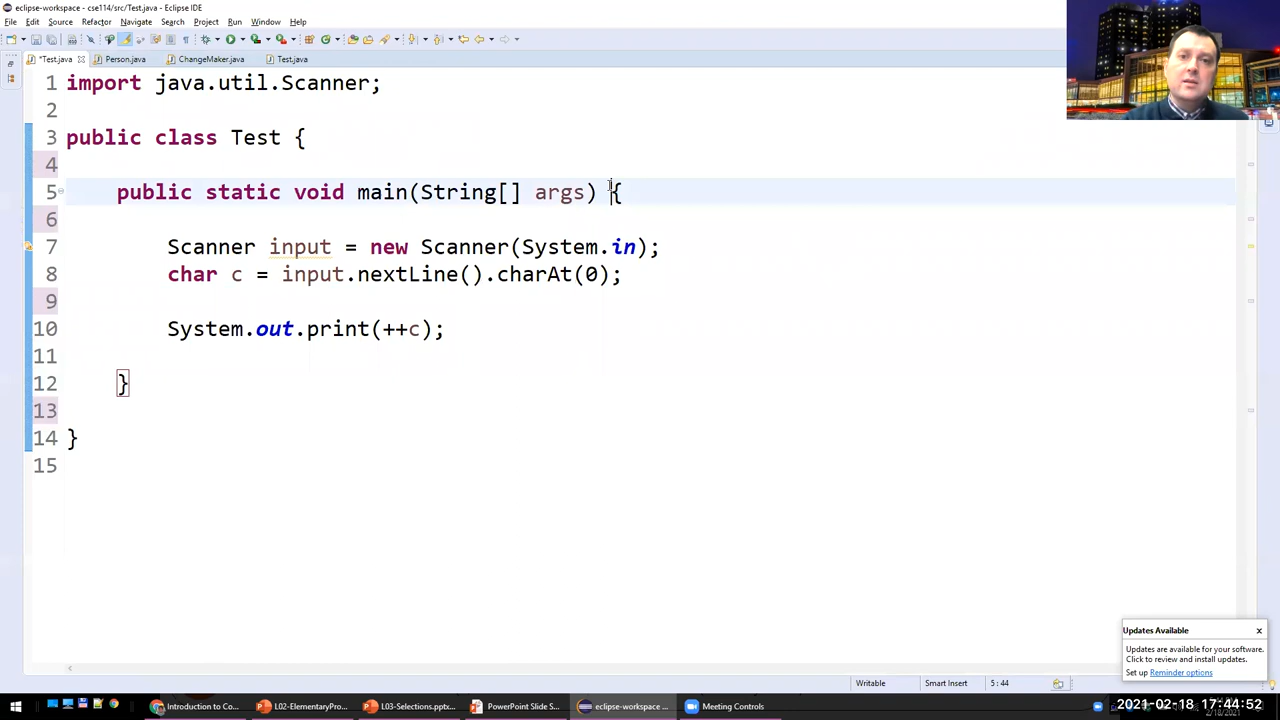 eclipse-workspace - cse114/src/Test.java - Eclipse IDE
File Edit Source Refactor Navigate Search Project Run Window Help
*Test.java Person.java ChangeMaker.java Test.java
1 import java.util.Scanner;
2
3 public class Test {
4
5 public static void main(String[] args) {
6
7 Scanner input = new Scanner(System.in);
8 char c = input.nextLine().charAt(0);
9
10 System.out.print(++c);
11
12 }
13
14 }
15
Updates Available
Updates are available for your software.
Click to review and install updates.
Set up Reminder options
Writable Smart Insert 5 : 44
Introduction to Co... L02-ElementaryPro... L03-Selections.pptx... PowerPoint Slide S... eclipse-workspace ... Meeting Controls
2021-02-18 17:44:52